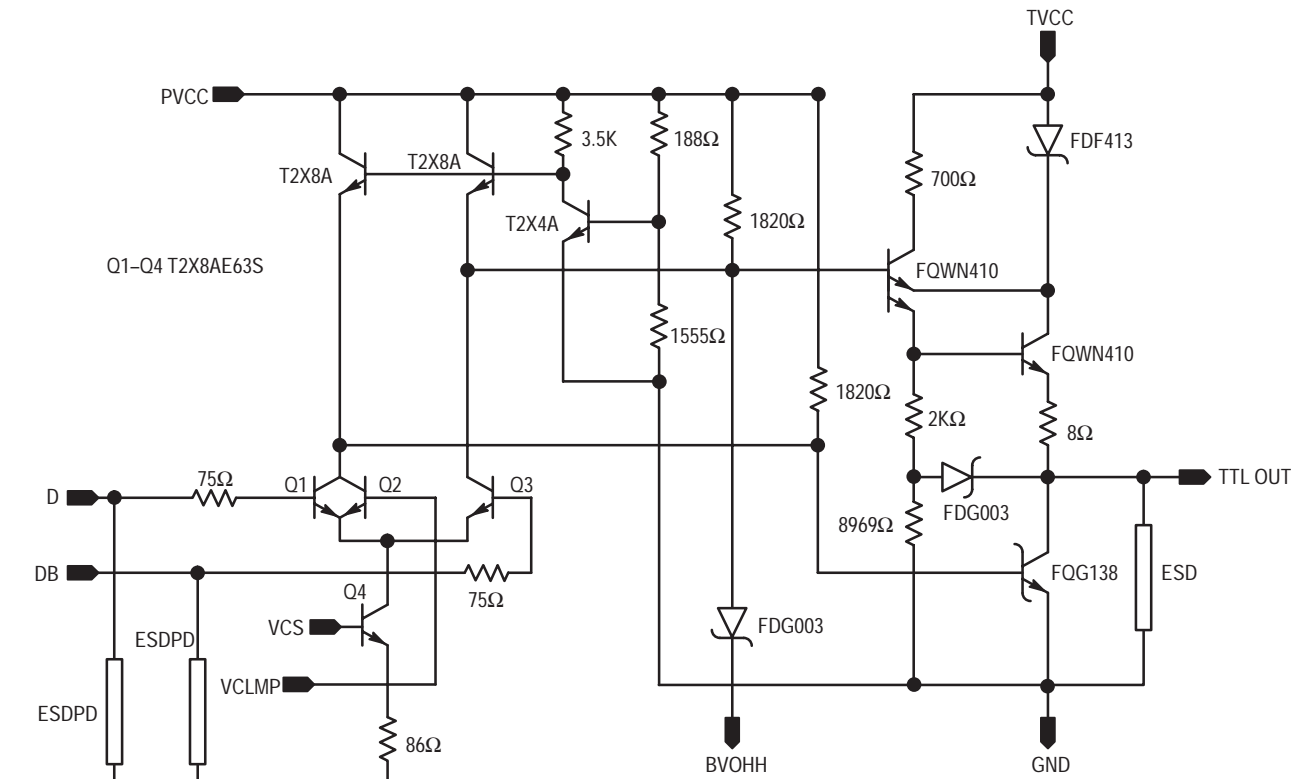 TVCC
PVCC
3.5K
188Ω
FDF413
T2X8A
T2X8A
700Ω
T2X4A
1820Ω
Q1–Q4 T2X8AE63S
FQWN410
1555Ω
FQWN410
1820Ω
2KΩ
8Ω
75Ω
Q1
Q2
Q3
D
TTL OUT
FDG003
8969Ω
DB
FQG138
ESD
Q4
75Ω
VCS
FDG003
ESDPD
VCLMP
ESDPD
86Ω
BVOHH
GND